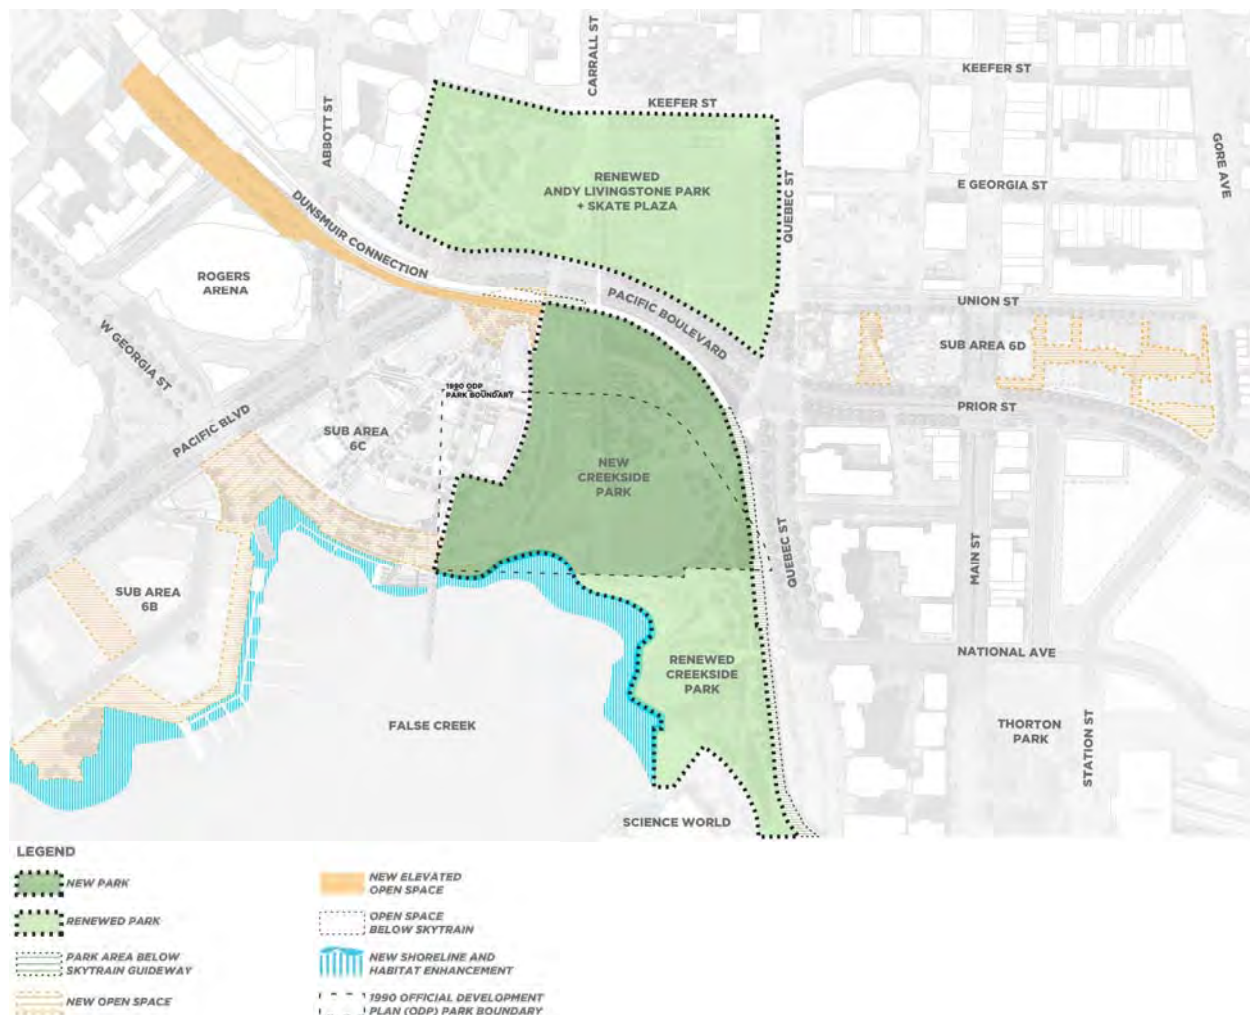 CARRALL ST
KEEFER ST
KEEFER ST
ABBOTT ST
GORE AVE
RENEWED
ANDY LIVINGSTONE PARK
+ SKATE PLAZA
E GEORGIA ST
QUEBEC ST
DUNSMUIR CONNECTION
ROGERS
ARENA
PACIFIC BOULEVARD
UNION ST
SUB AREA 6D
W GEORGIA ST
1990 ODP
PARK BOUNDARY
PRIOR ST
PACIFIC BLVD
SUB AREA
6C
NEW
CREEKSIDE
PARK
QUEBEC ST
MAIN ST
SUB AREA
6B
RENEWED
CREEKSIDE
PARK
NATIONAL AVE
FALSE CREEK
THORTON
PARK
STATION ST
SCIENCE WORLD
LEGEND
NEW PARK
RENEWED PARK
PARK AREA BELOW
SKYTRAIN GUIDEWAY
NEW OPEN SPACE
NEW ELEVATED
OPEN SPACE
OPEN SPACE
BELOW SKYTRAIN
NEW SHORELINE AND
HABITAT ENHANCEMENT
1990 OFFICIAL DEVELOPMENT
PLAN (ODP) PARK BOUNDARY